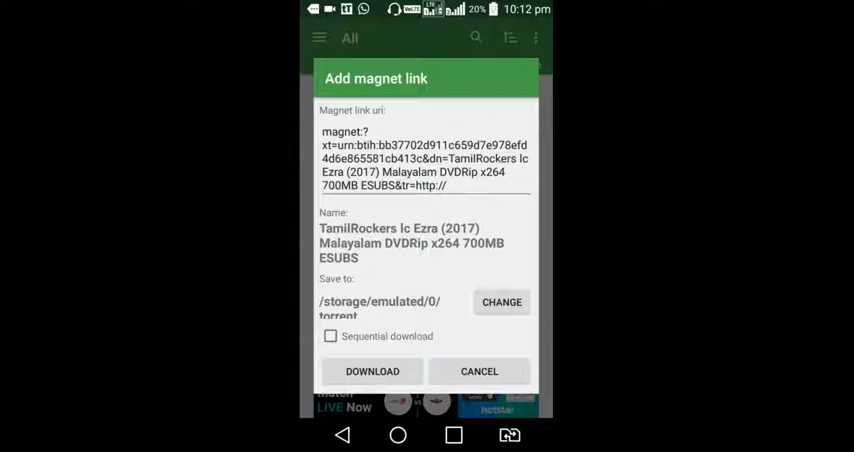 20% 10:12 pm
All
Add magnet link
Magnet link uri:
magnet:?
xt=urn:btih:bb37702d911c659d7e978efd
4d6e865581cb413c&dn=TamilRockers lc
Ezra (2017) Malayalam DVDRip x264
700MB ESUBS&tr=http://
Name:
TamilRockers lc Ezra (2017)
Malayalam DVDRip x264 700MB
ESUBS
Save to:
/storage/emulated/0/
torrent
CHANGE
Sequential download
DOWNLOAD CANCEL
LIVE Now
hotstar